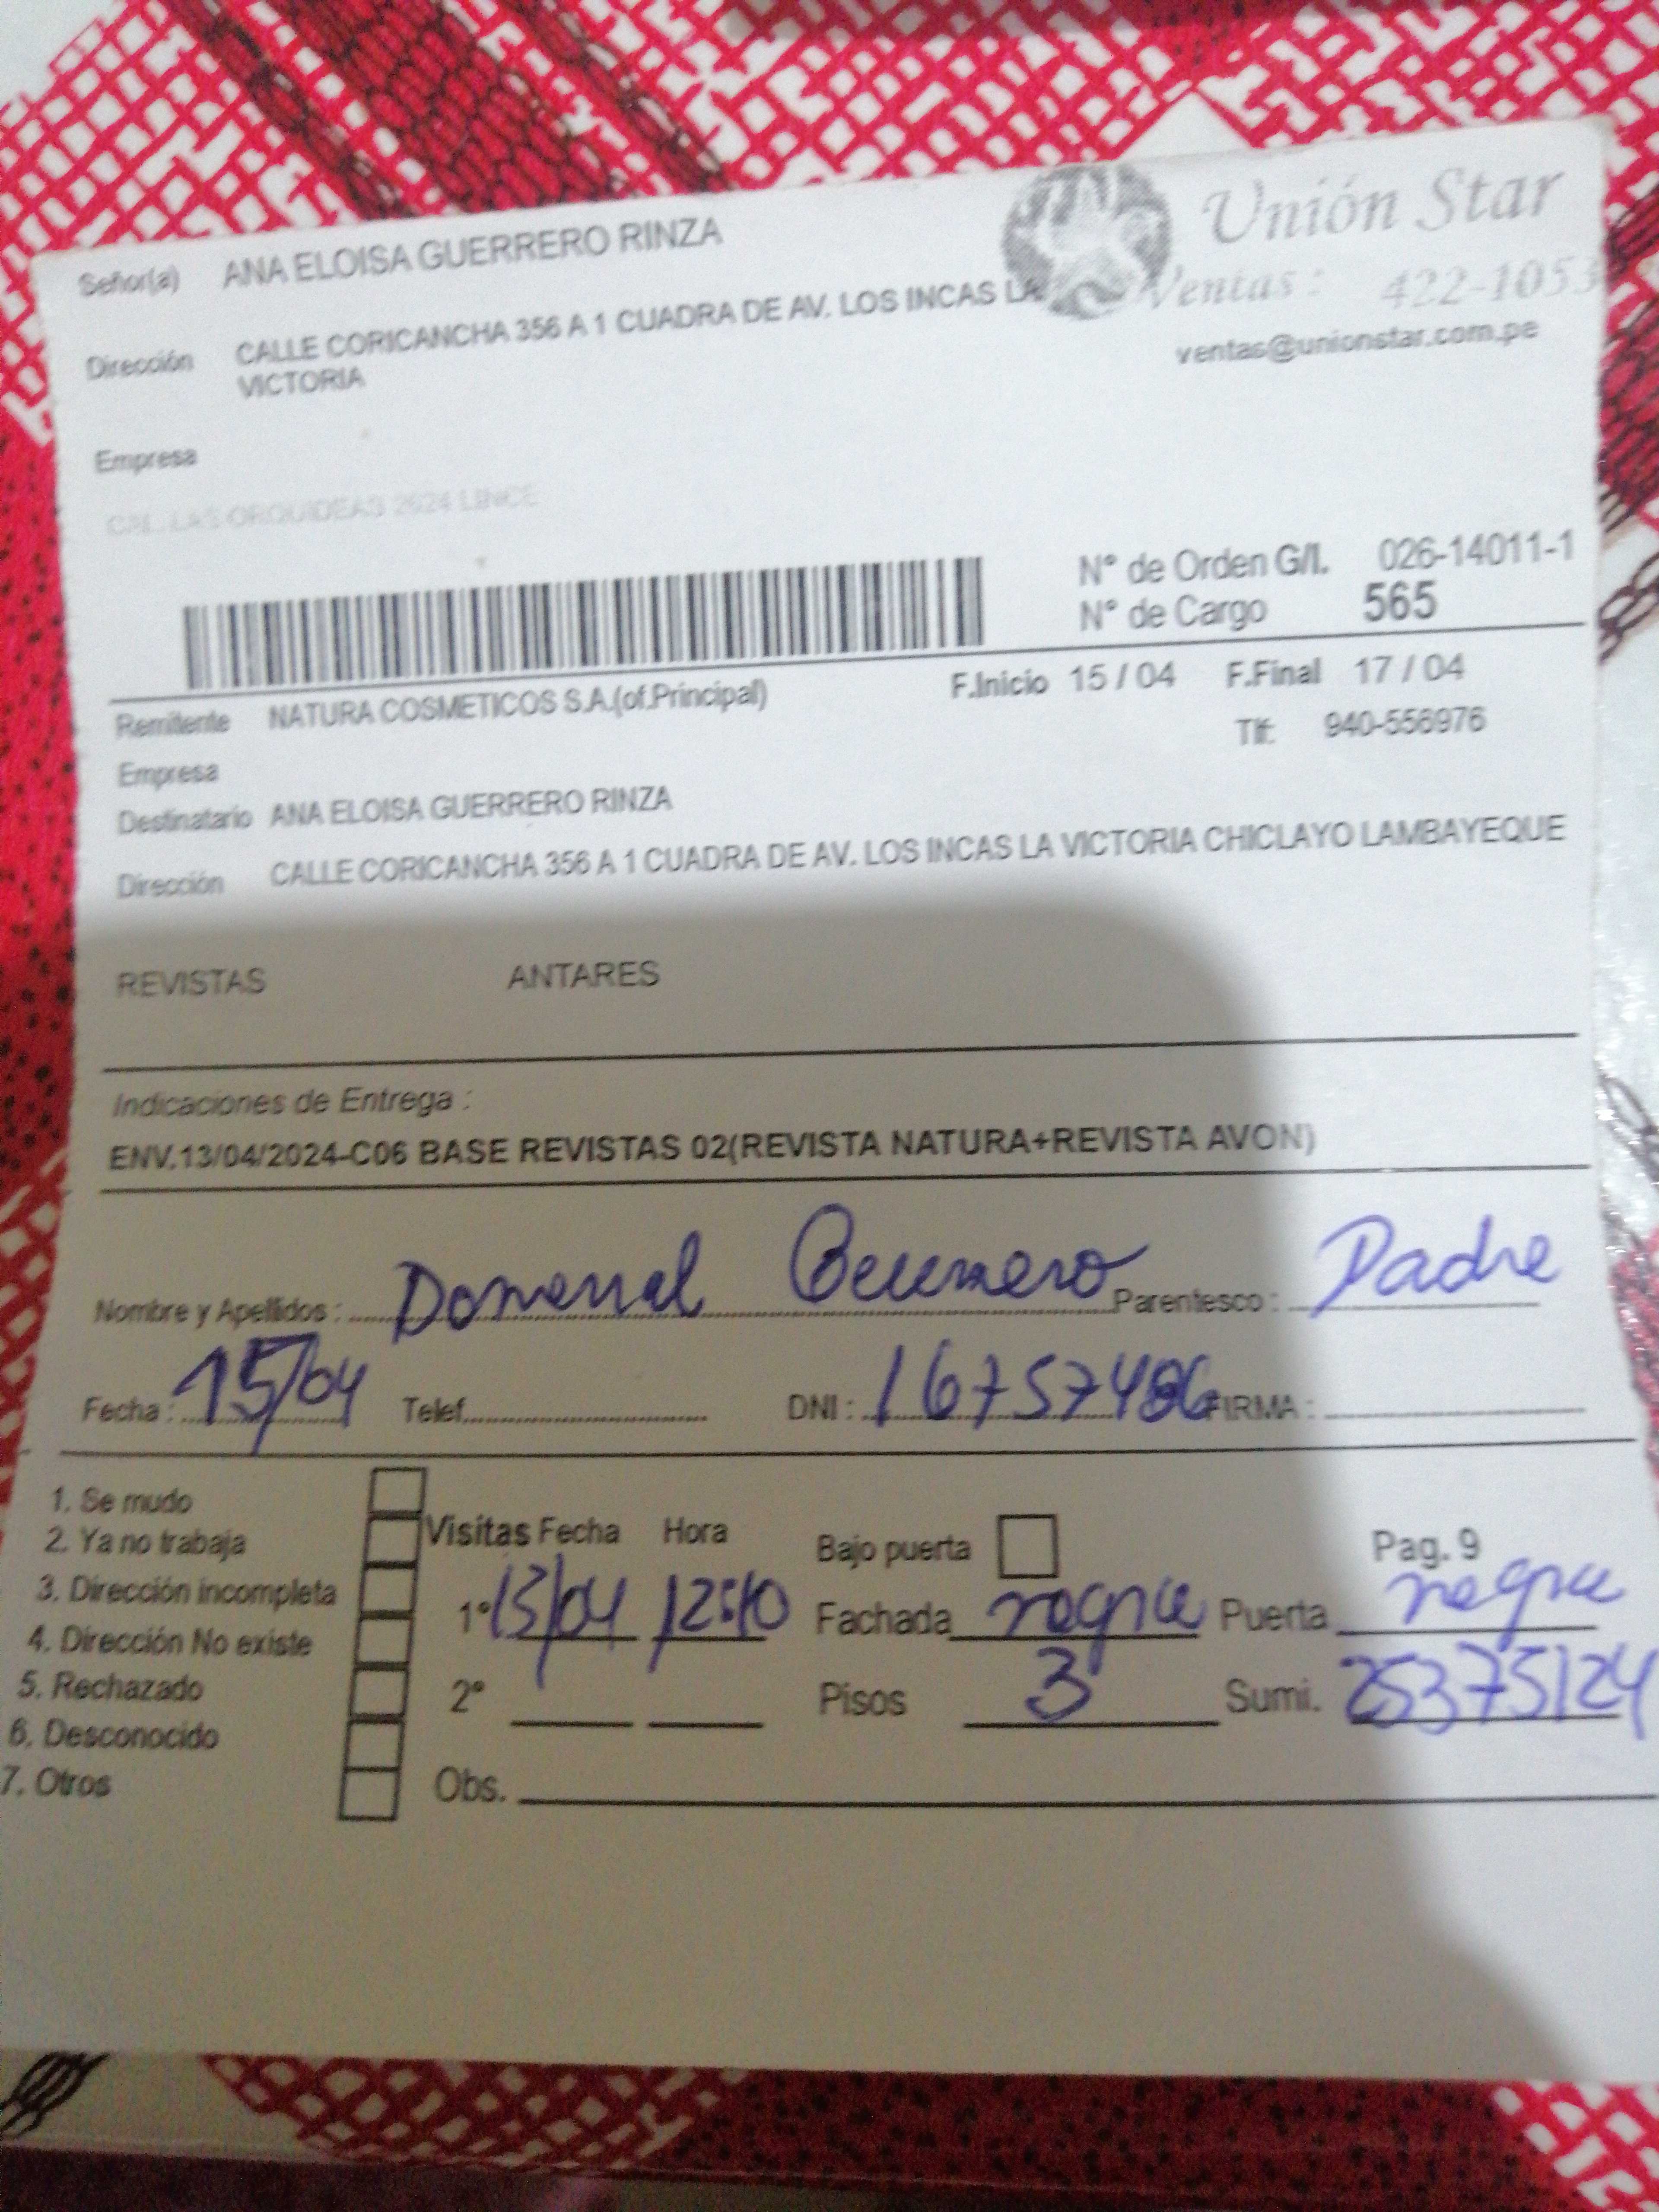 Unión Star
Señor(a) ANA ELOISA GUERRERO RINZA
Ventas : 422-1053
Dirección CALLE CORICANCHA 356 A 1 CUADRA DE AV. LOS INCAS LA
VICTORIA
ventas@unionstar.com.pe
Empresa
CAL. LAS ORQUIDEAS 2624 LINCE
N° de Orden G/I. 026-14011-1
N° de Cargo 565
Remitente NATURA COSMETICOS S.A.(of.Principal) F.Inicio 15 / 04 F.Final 17 / 04
Tlf: 940-556976
Empresa
Destinatario ANA ELOISA GUERRERO RINZA
Dirección CALLE CORICANCHA 356 A 1 CUADRA DE AV. LOS INCAS LA VICTORIA CHICLAYO LAMBAYEQUE
REVISTAS ANTARES
Indicaciones de Entrega :
ENV.13/04/2024-C06 BASE REVISTAS 02(REVISTA NATURA+REVISTA AVON)
Nombre y Apellidos : Parentesco : Padre
Fecha : 15/04 Telef. DNI : 16757486 FIRMA :
1. Se mudo
2. Ya no trabaja
3. Dirección incompleta
4. Dirección No existe
5. Rechazado
6. Desconocido
7. Otros
Visitas Fecha Hora Bajo puerta Pag. 9
1° 15/04 12:10 Fachada negra Puerta negra
2° Pisos 3 Sumi. 25375124
Obs.